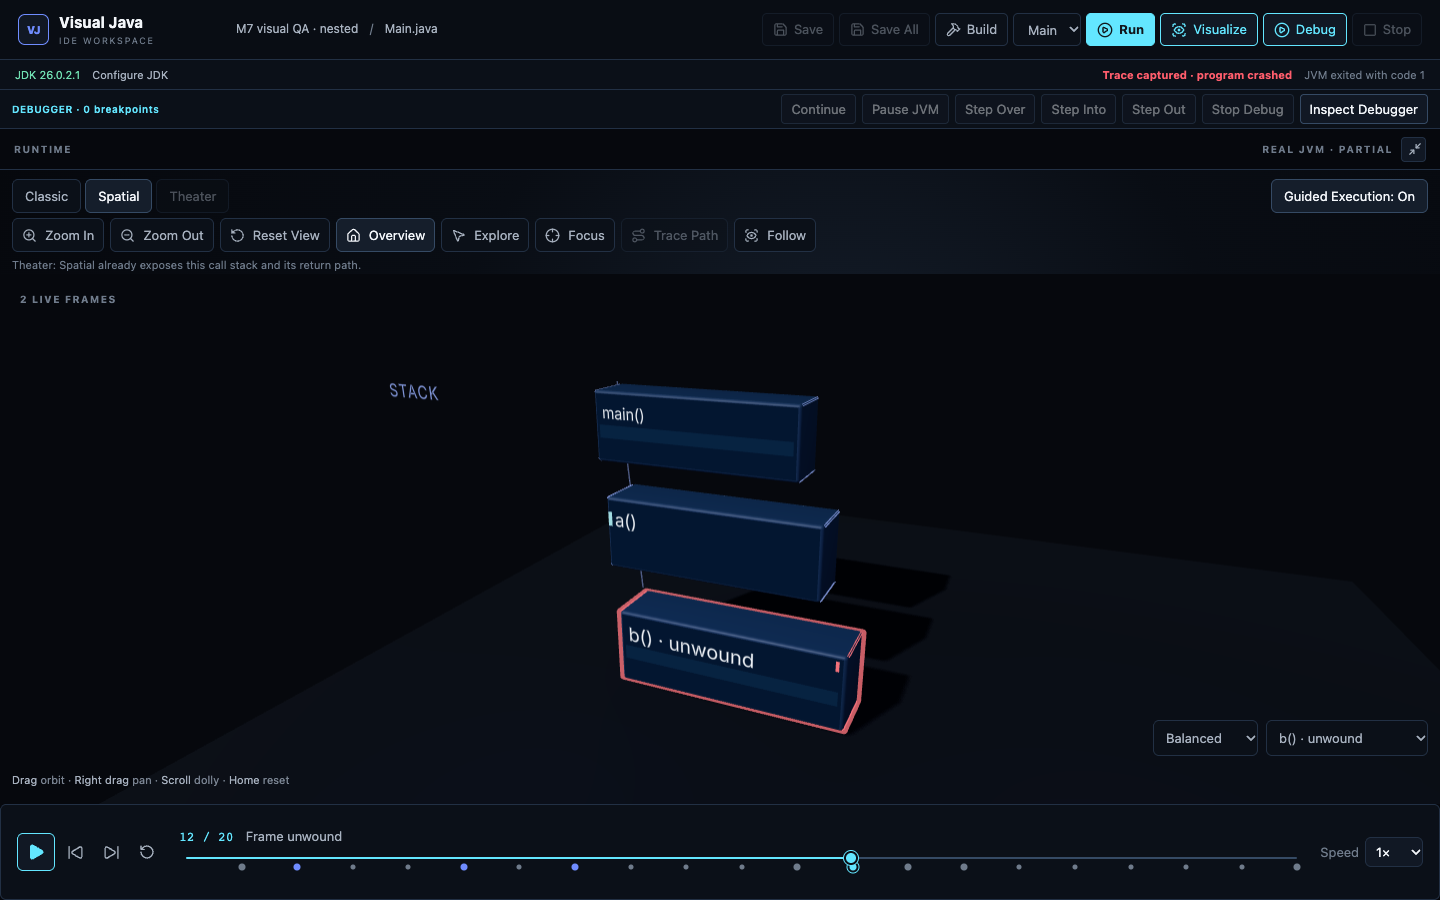 VJ
Visual Java
IDE WORKSPACE
M7 visual QA · nested / Main.java
Save
Save All
Build
Main
Run
Visualize
Debug
Stop
JDK 26.0.2.1 Configure JDK
Trace captured · program crashed JVM exited with code 1
DEBUGGER · 0 breakpoints
Continue
Pause JVM
Step Over
Step Into
Step Out
Stop Debug
Inspect Debugger
RUNTIME
REAL JVM · PARTIAL
Classic
Spatial
Theater
Guided Execution: On
Zoom In
Zoom Out
Reset View
Overview
Explore
Focus
Trace Path
Follow
Theater: Spatial already exposes this call stack and its return path.
2 LIVE FRAMES
STACK
main()
a()
b() · unwound
Balanced
b() · unwound
Drag orbit · Right drag pan · Scroll dolly · Home reset
12 / 20 Frame unwound
Speed 1×